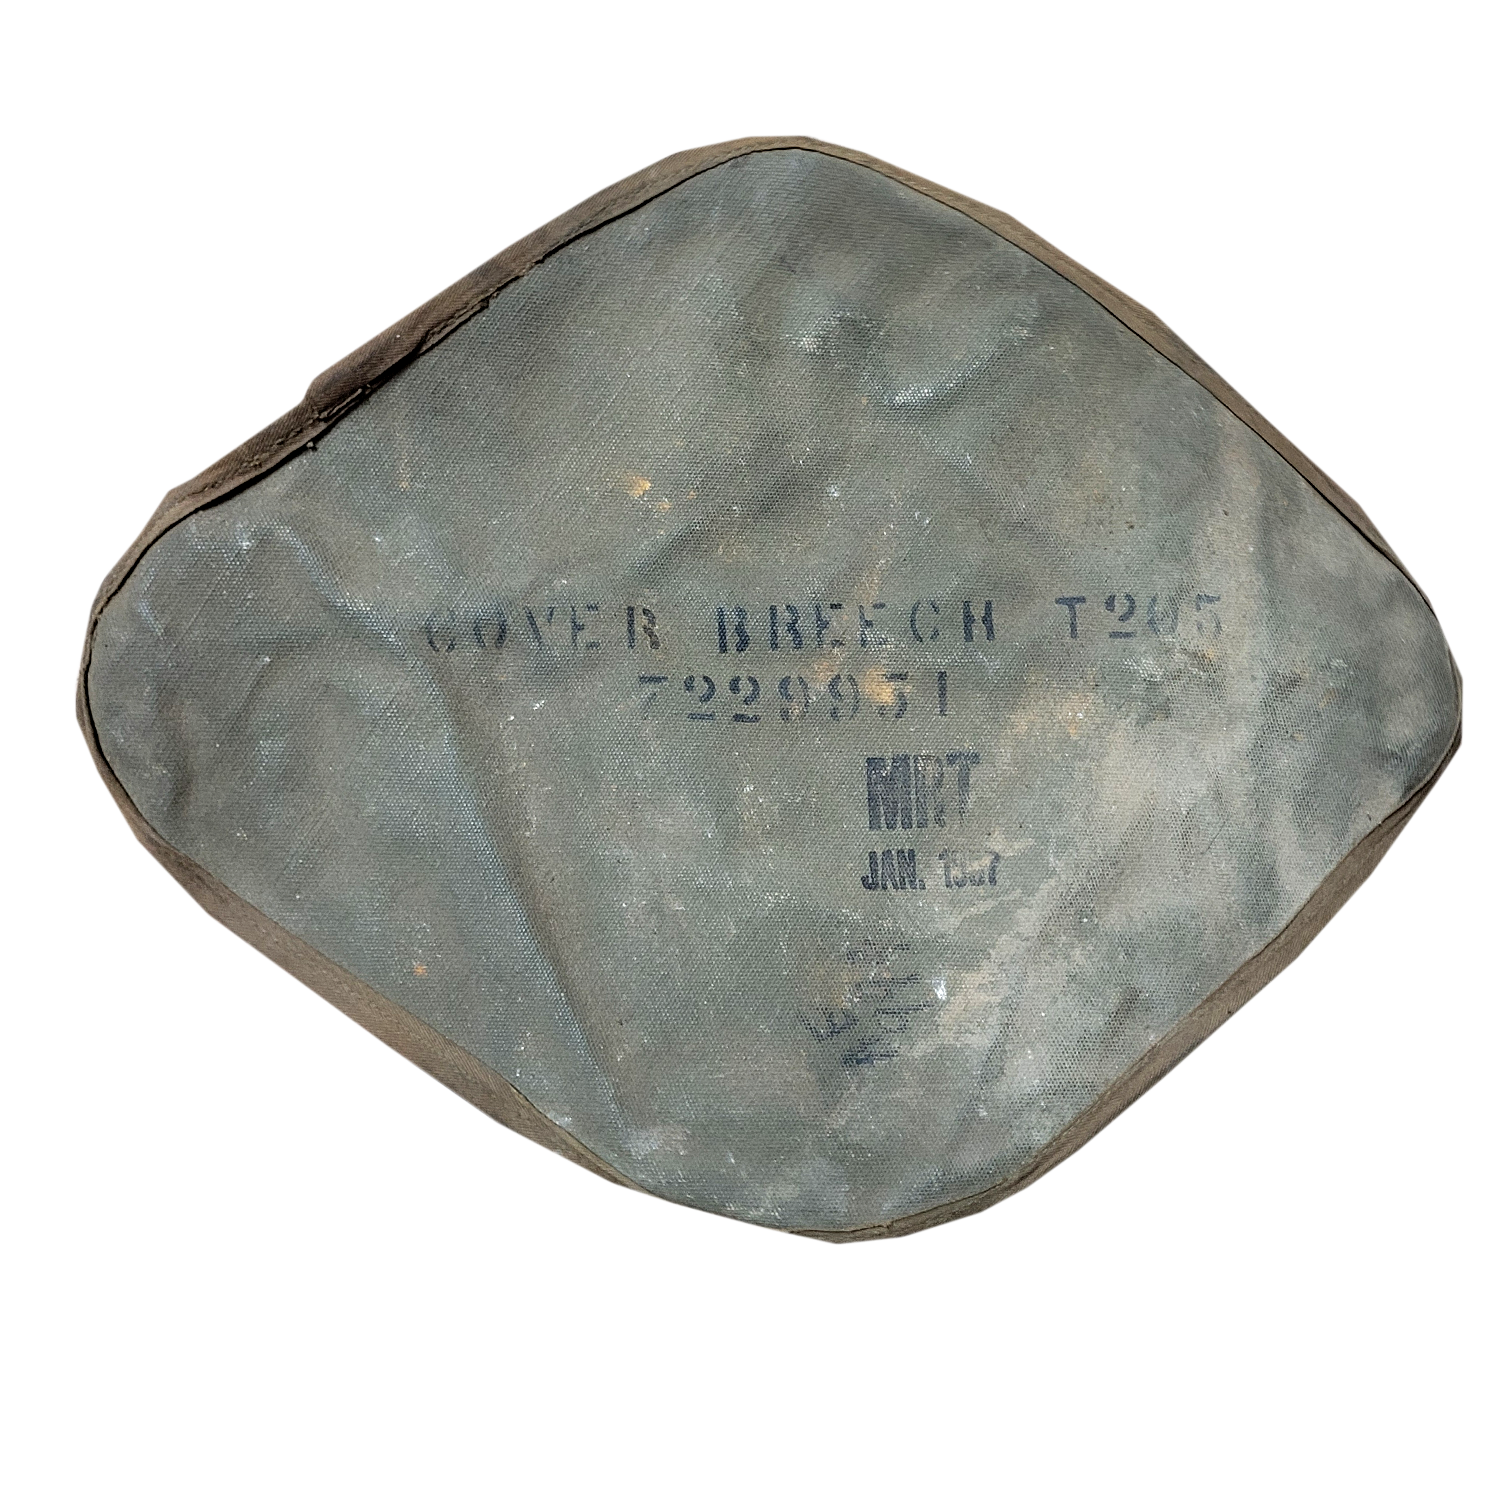 COVER BREECH T205
7229951
MRT
JAN. 1957